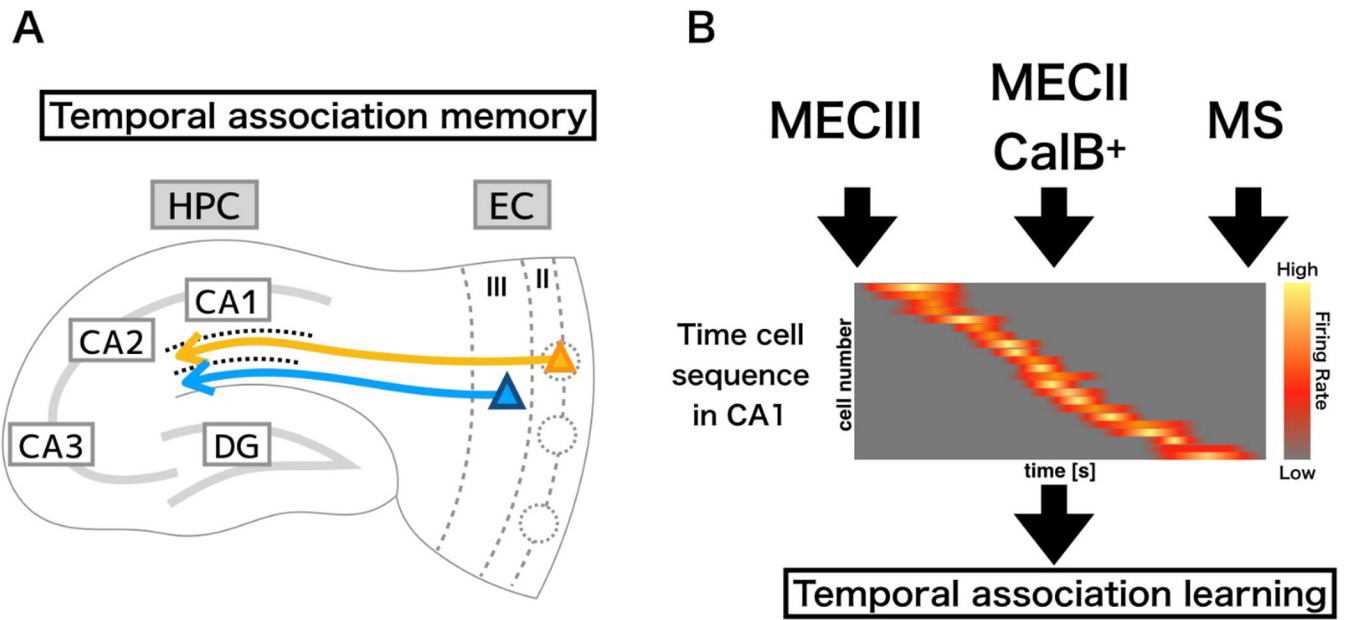 A
Temporal association memory
HPC
EC
III
II
CA1
CA2
CA3
DG
B
MECIII
MECII
CalB+
MS
Time cell
sequence
in CA1
cell number
time [s]
High
Firing Rate
Low
Temporal association learning